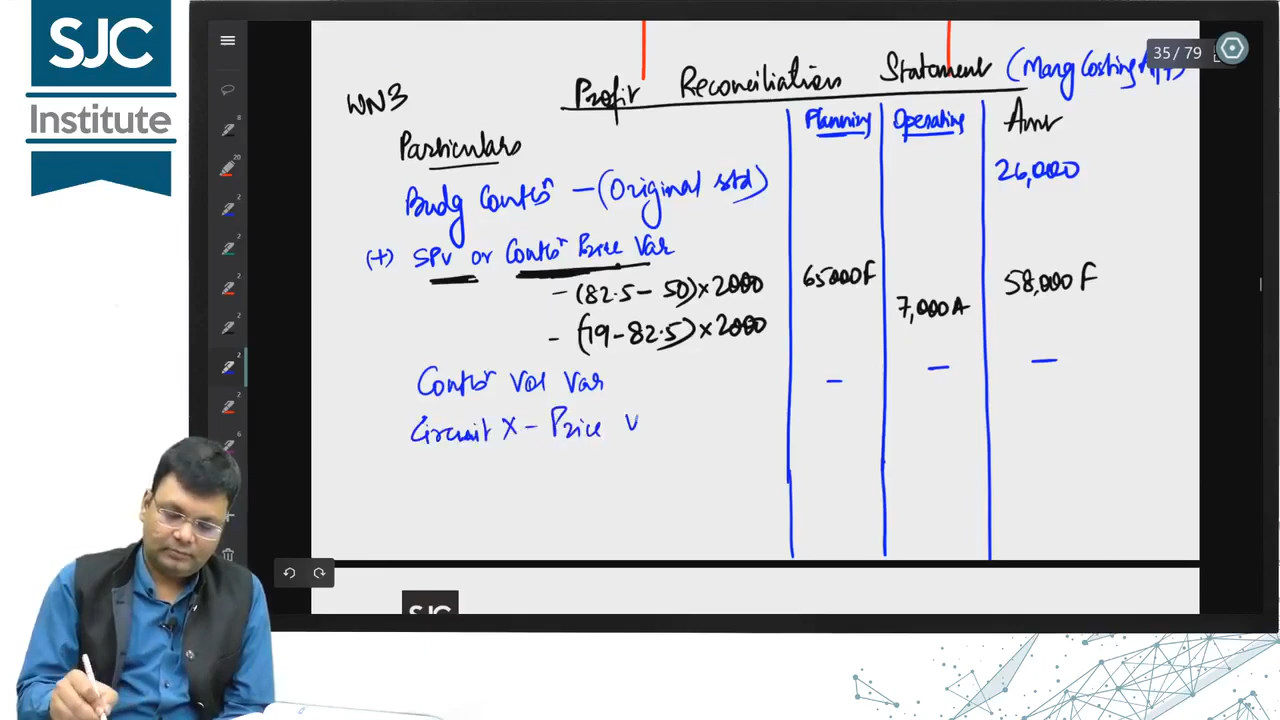 SJC
Institute
35 / 79
WN3 Profit Reconciliation Statement (Marg Costing
Particulars Planning Operating Amt
Budg Contbn – (Original std) 26,000
(+) SPV or Contbn Price Var
– (82.5 – 50) × 2000 65000F 58,000 F
– (79 – 82.5) × 2000 7,000 A
Contbn Vol Var – – –
Circuit X – Price V
SJC